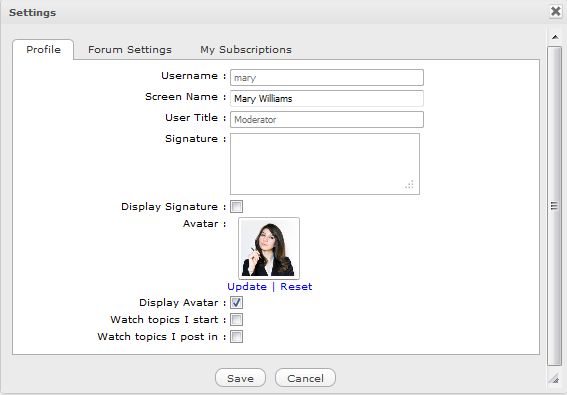 Settings
Profile Forum Settings My Subscriptions
Username : mary
Screen Name : Mary Williams
User Title : Moderator
Signature :
Display Signature :
Avatar :
Update | Reset
Display Avatar :
Watch topics I start :
Watch topics I post in :
Save Cancel